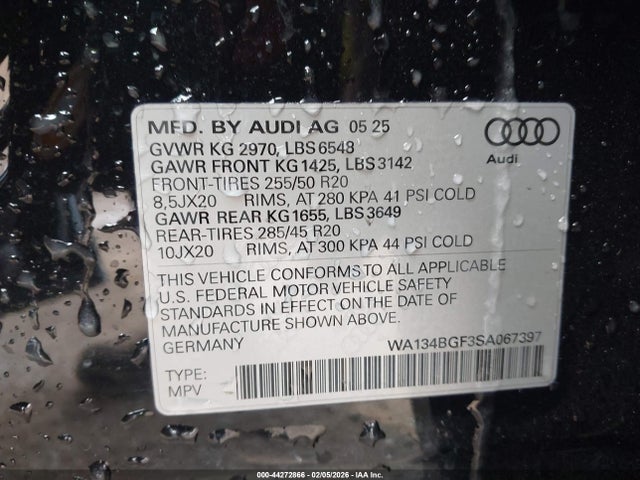 MFD. BY AUDI AG 05 25
GVWR KG 2970, LBS 6548
GAWR FRONT KG 1425, LBS 3142
FRONT-TIRES 255/50 R20
8,5JX20 RIMS, AT 280 KPA 41 PSI COLD
GAWR REAR KG 1655, LBS 3649
REAR-TIRES 285/45 R20
10JX20 RIMS, AT 300 KPA 44 PSI COLD
Audi
THIS VEHICLE CONFORMS TO ALL APPLICABLE
U.S. FEDERAL MOTOR VEHICLE SAFETY
STANDARDS IN EFFECT ON THE DATE OF
MANUFACTURE SHOWN ABOVE.
GERMANY WA134BGF3SA067397
TYPE:
MPV
000-44272866 - 02/05/2026 - IAA Inc.